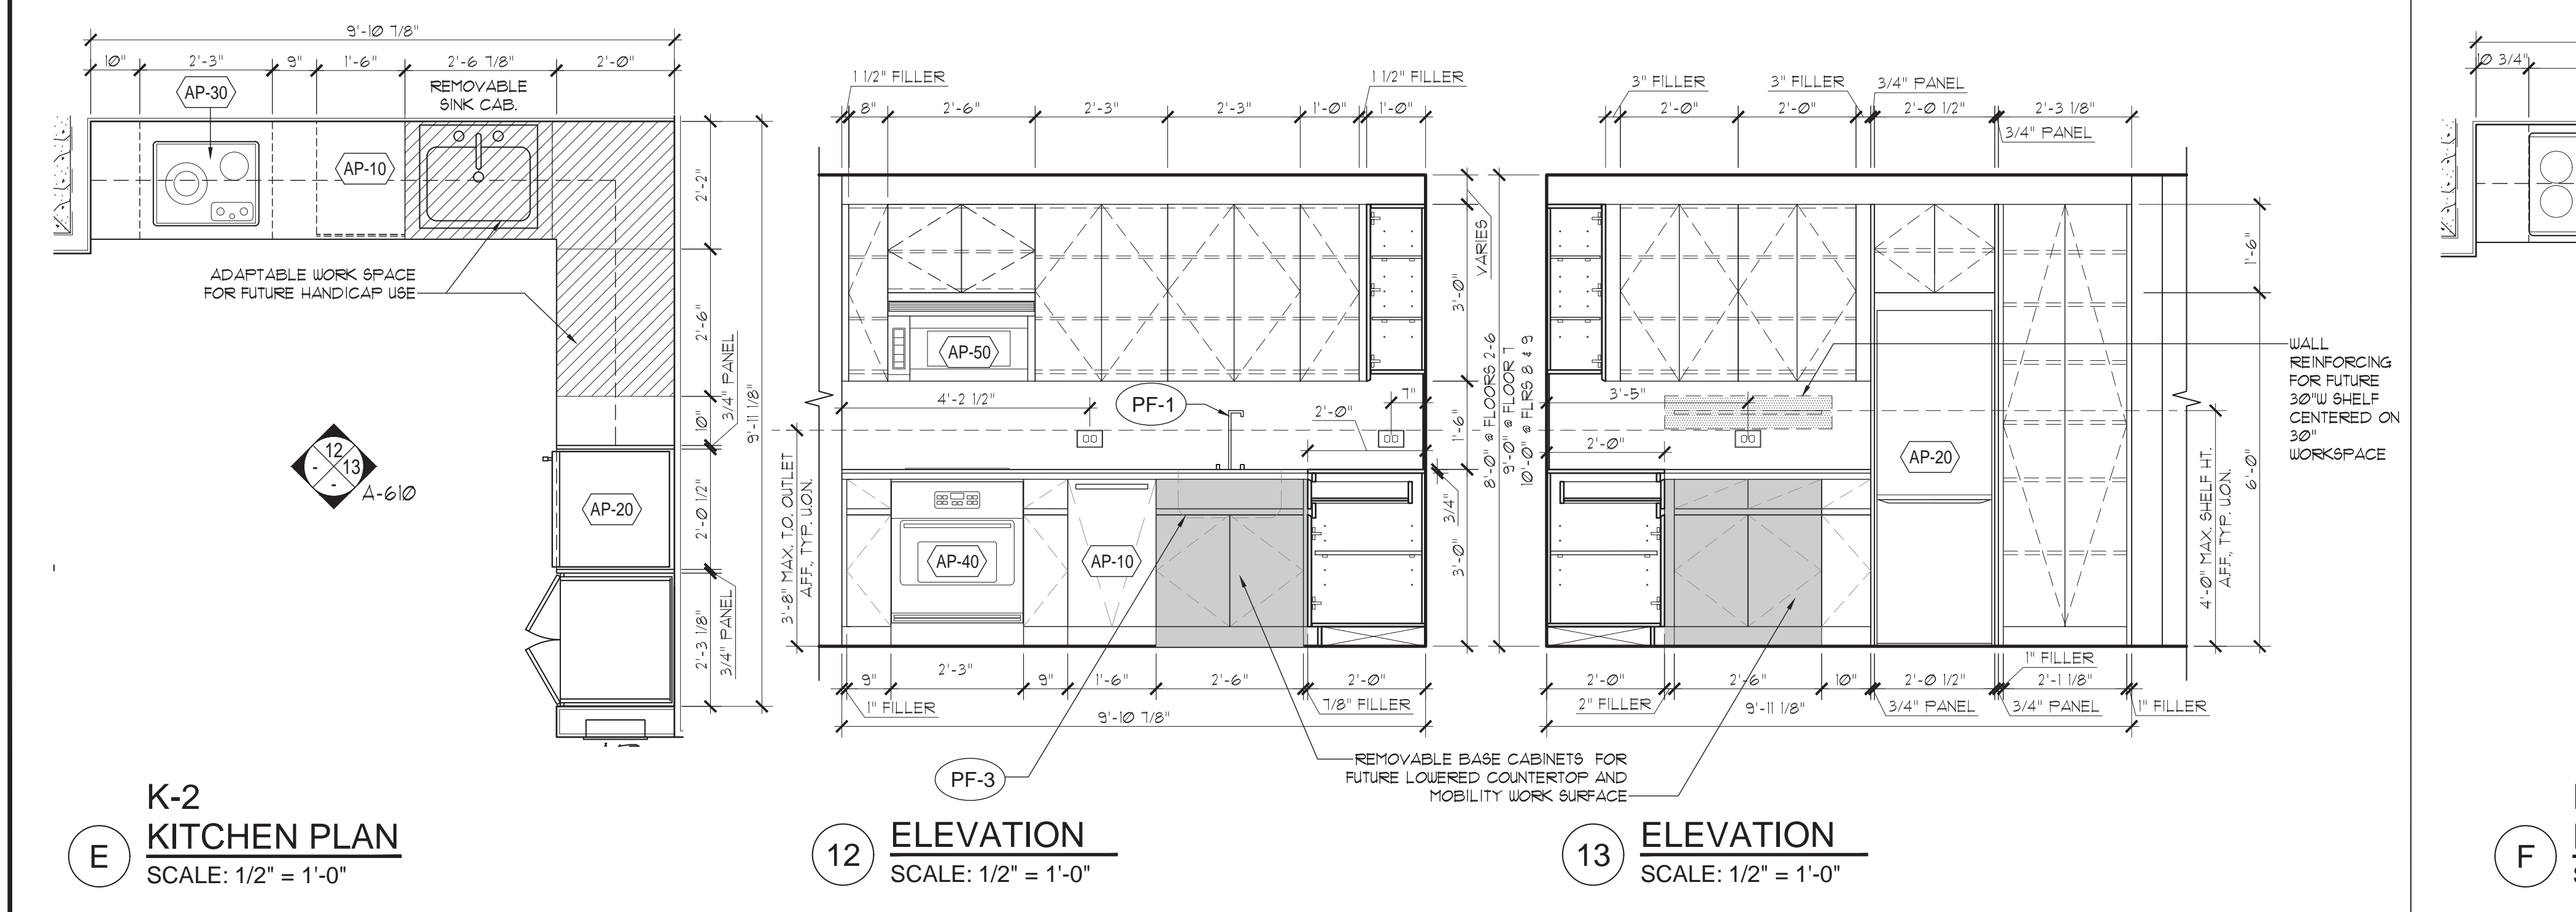 9'-10 7/8"
10"
2'-3"
9"
1'-6"
2'-6 7/8"
2'-0"
AP-30
REMOVABLE
SINK CAB.
AP-10
ADAPTABLE WORK SPACE
FOR FUTURE HANDICAP USE
2'-2"
2'-6"
10"
3/4" PANEL
2'-0 1/2"
2'-3 1/8"
3/4" PANEL
9'-11 1/8"
12
-
13
-
A-610
AP-20
K-2
E
KITCHEN PLAN
SCALE: 1/2" = 1'-0"
1 1/2" FILLER
1 1/2" FILLER
8"
2'-6"
2'-3"
2'-3"
1'-0"
1'-0"
VARIES
3'-0"
1'-6"
3/4"
3'-0"
8'-0" @ FLOORS 2-6
9'-0" @ FLOOR 7
10'-0" @ FLRS 8 & 9
AP-50
4'-2 1/2"
PF-1
7"
2'-0"
3'-8" MAX. T.O. OUTLET
A.F.F., TYP. U.O.N.
AP-40
AP-10
9"
2'-3"
9"
1'-6"
2'-6"
2'-0"
1" FILLER
7/8" FILLER
9'-10 7/8"
PF-3
REMOVABLE BASE CABINETS FOR
FUTURE LOWERED COUNTERTOP AND
MOBILITY WORK SURFACE
12
ELEVATION
SCALE: 1/2" = 1'-0"
3" FILLER
3" FILLER
3/4" PANEL
2'-0"
2'-0"
2'-0 1/2"
2'-3 1/8"
3/4" PANEL
1'-6"
6'-0"
3'-5"
2'-0"
AP-20
WALL
REINFORCING
FOR FUTURE
30"W SHELF
CENTERED ON
30"
WORKSPACE
4'-0" MAX. SHELF HT.
A.F.F., TYP. U.O.N.
1" FILLER
2'-0"
2'-6"
10"
2'-0 1/2"
2'-1 1/8"
2" FILLER
9'-11 1/8"
3/4" PANEL
3/4" PANEL
1" FILLER
13
ELEVATION
SCALE: 1/2" = 1'-0"
10 3/4"
F